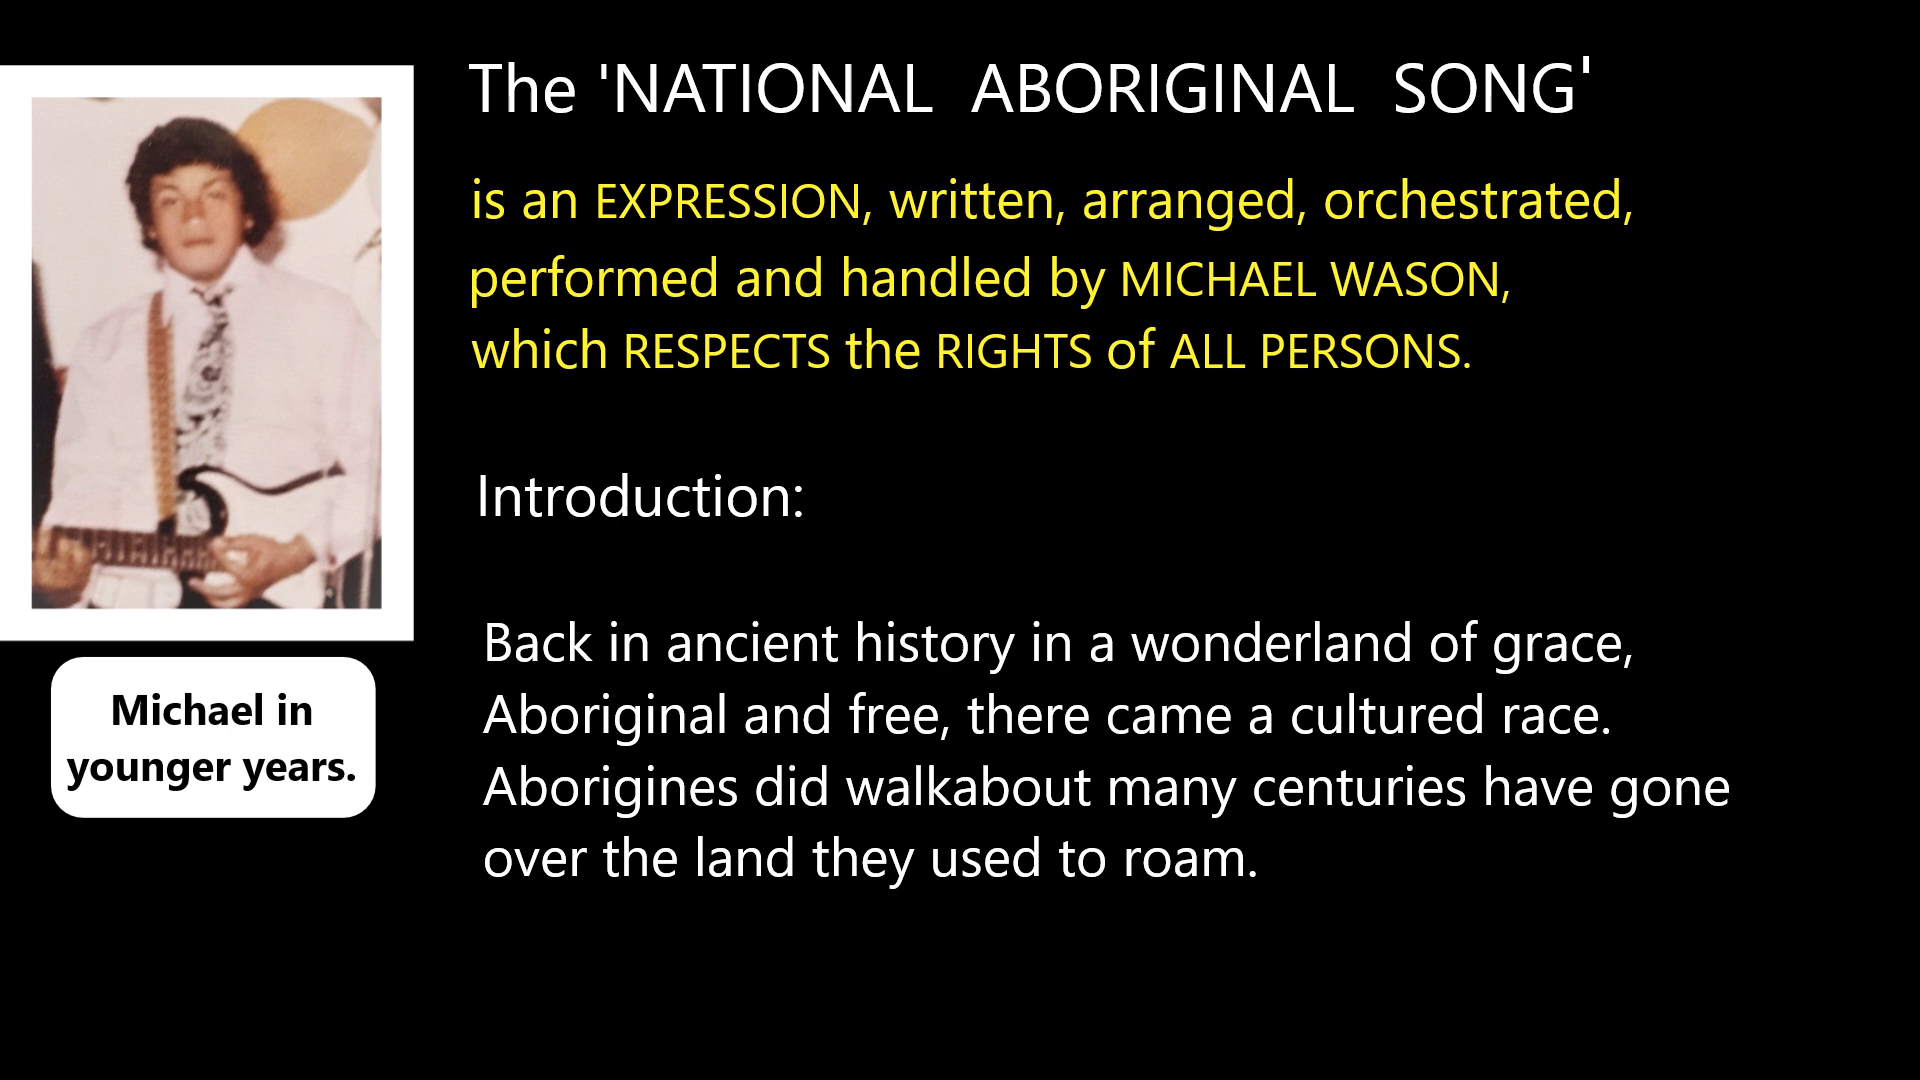 The 'NATIONAL ABORIGINAL SONG'
is an EXPRESSION, written, arranged, orchestrated,
performed and handled by MICHAEL WASON,
which RESPECTS the RIGHTS of ALL PERSONS.
Introduction:
Back in ancient history in a wonderland of grace,
Aboriginal and free, there came a cultured race.
Aborigines did walkabout many centuries have gone
over the land they used to roam.
Michael in
younger years.